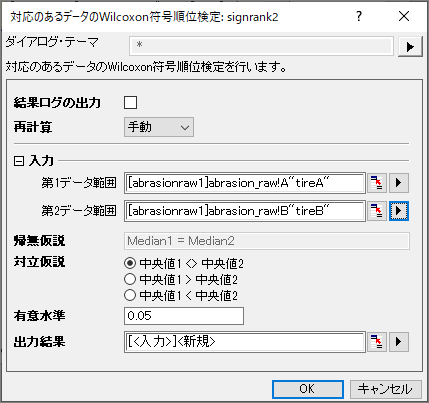 対応のあるデータのWilcoxon符号順位検定: signrank2
ダイアログ・テーマ *
対応のあるデータのWilcoxon符号順位検定を行います。
結果ログの出力
再計算 手動
入力
第1データ範囲 [abrasionraw1]abrasion_raw!A"tireA"
第2データ範囲 [abrasionraw1]abrasion_raw!B"tireB"
帰無仮説 Median1 = Median2
対立仮説 中央値1 <> 中央値2
中央値1 > 中央値2
中央値1 < 中央値2
有意水準 0.05
出力結果 [<入力>]<新規>
OK キャンセル